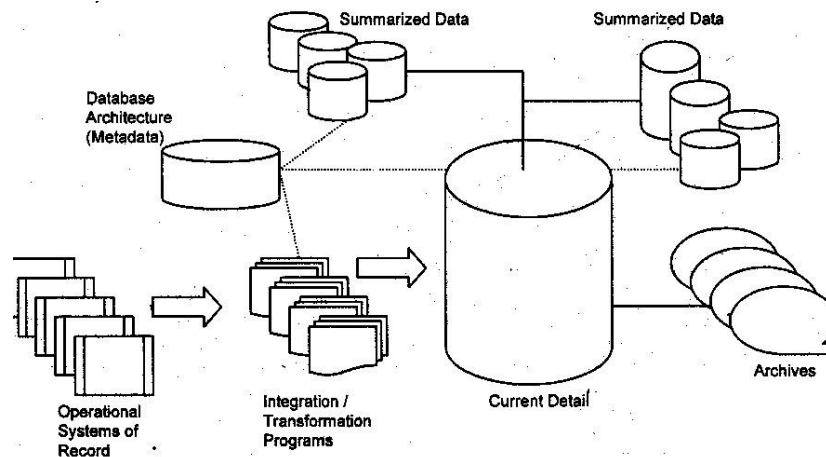 Summarized Data
Summarized Data
Database
Architecture
(Metadata)
Operational
Systems of
Record
Integration /
Transformation
Programs
Current Detail
Archives